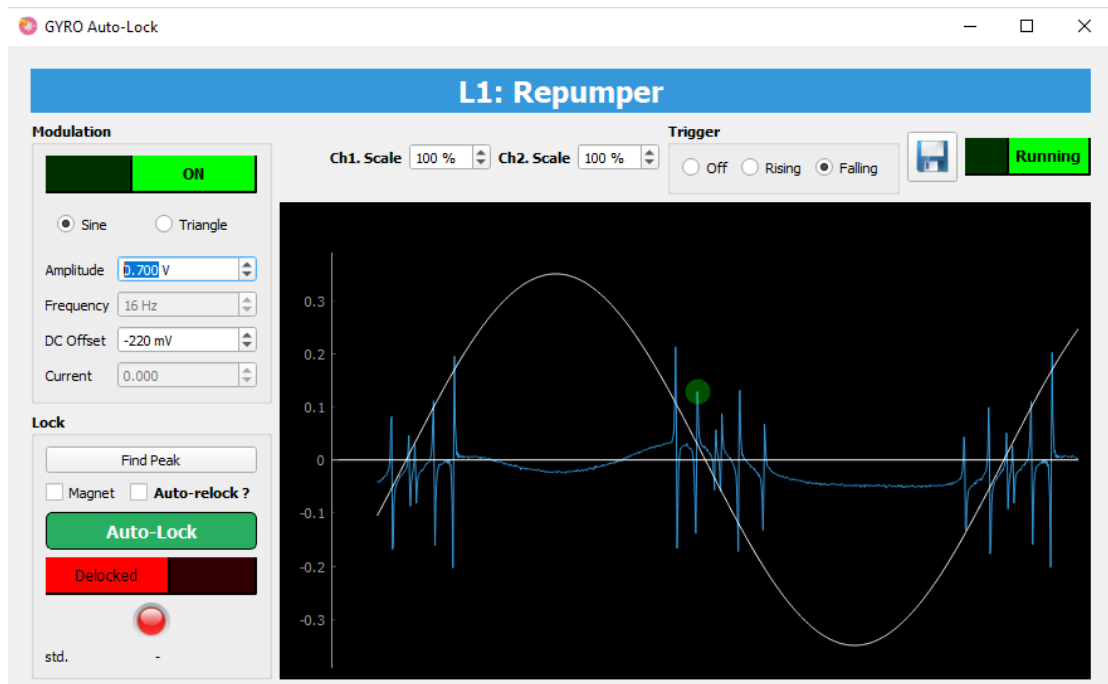 GYRO Auto-Lock
L1: Repumper
Modulation
ON
Sine Triangle
Amplitude 0.700 V
Frequency 16 Hz
DC Offset -220 mV
Current 0.000
Ch1. Scale 100 % Ch2. Scale 100 %
Trigger
Off Rising Falling
Running
Lock
Find Peak
Magnet Auto-relock ?
Auto-Lock
Delocked
std. -
0.3
0.2
0.1
0
-0.1
-0.2
-0.3